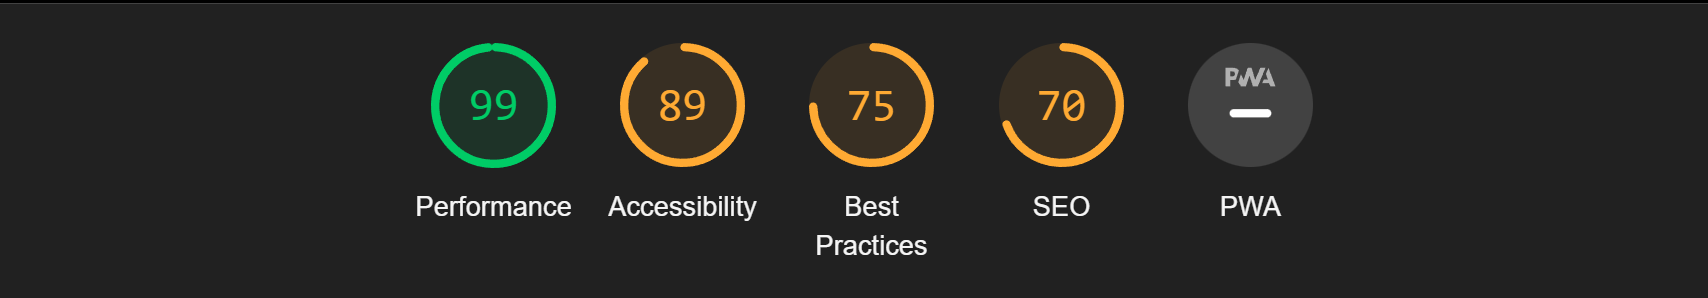 99
Performance
89
Accessibility
75
Best
Practices
70
SEO
PWA
PWA